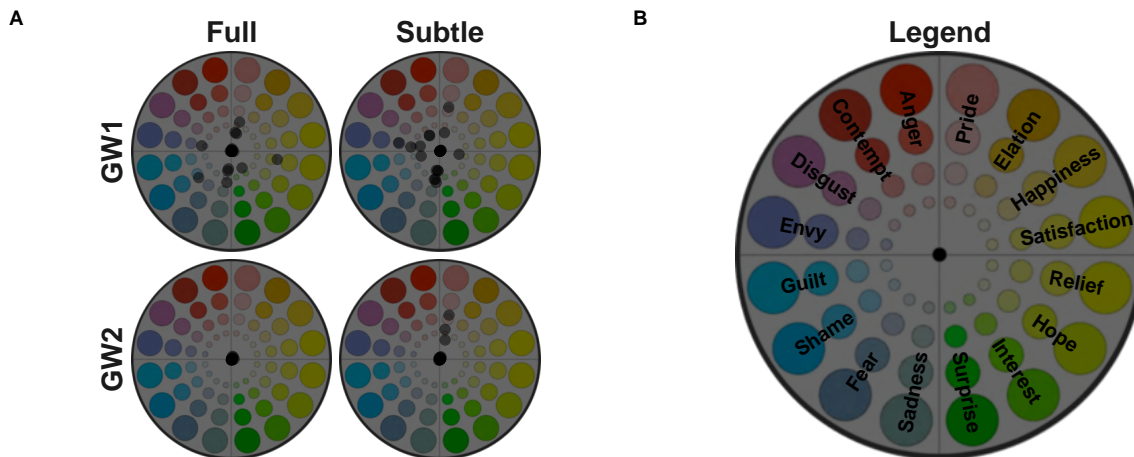 A
B
Full
Subtle
Legend
GW1
GW2
Anger
Pride
Contempt
Elation
Disgust
Happiness
Envy
Satisfaction
Guilt
Relief
Shame
Hope
Fear
Interest
Sadness
Surprise